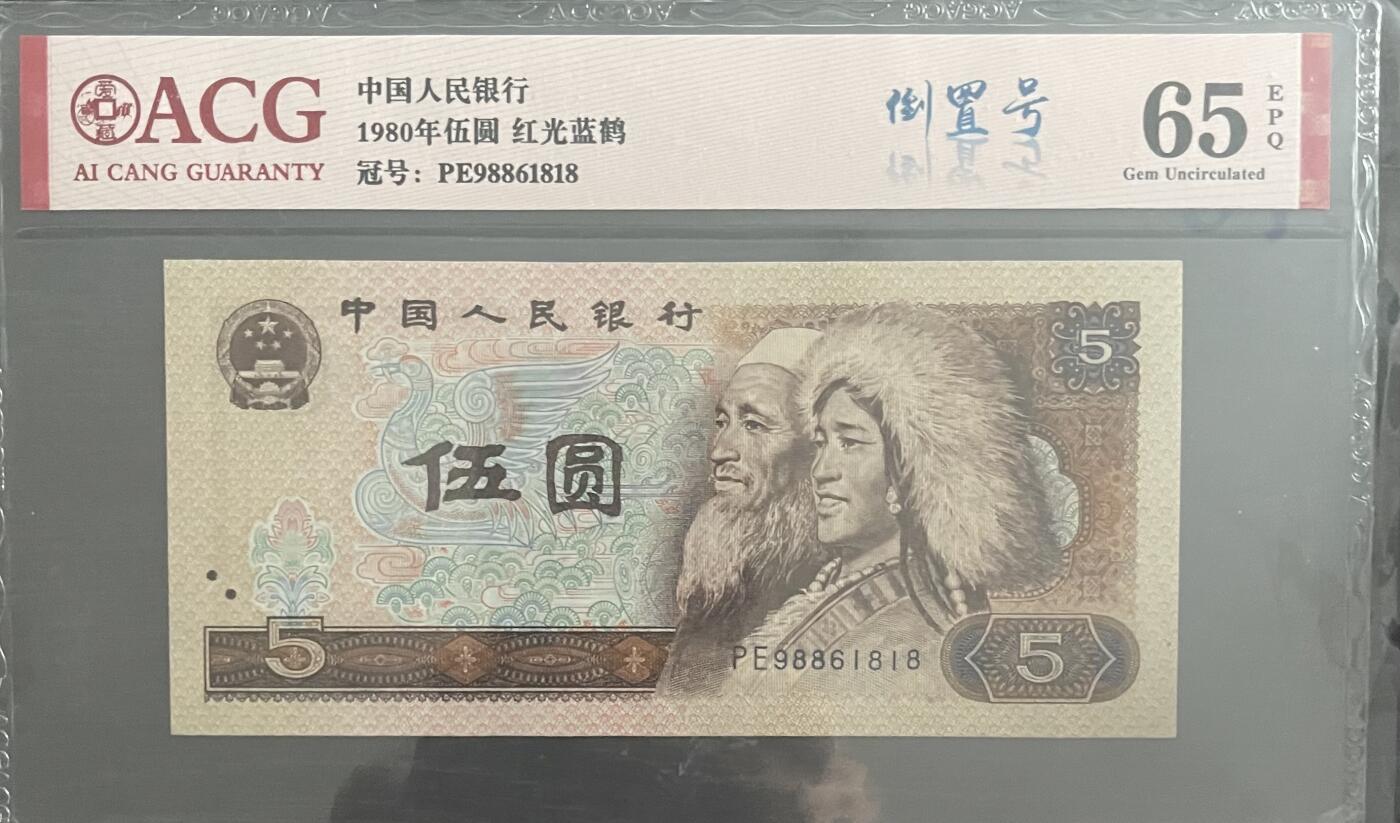 ACG
AI CANG GUARANTY
中国人民银行
1980年伍圆 红光蓝鹤
冠号：PE98861818
倒置号
65
EPQ
Gem Uncirculated
中国人民银行
5
伍圆
5
PE98861818
5